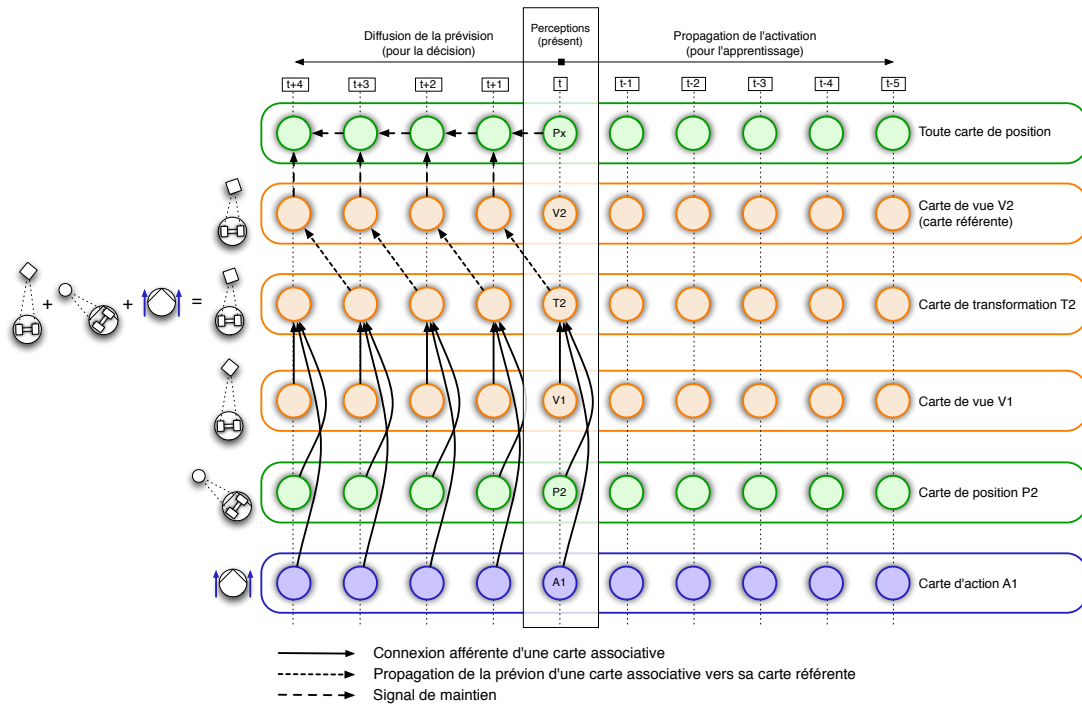 Diffusion de la prévision
(pour la décision)
Perceptions
(présent)
Propagation de l'activation
(pour l'apprentissage)
t+4 t+3 t+2 t+1 t t-1 t-2 t-3 t-4 t-5
Px Toute carte de position
V2 Carte de vue V2
(carte référente)
+ + =
T2 Carte de transformation T2
V1 Carte de vue V1
P2 Carte de position P2
A1 Carte d'action A1
Connexion afférente d'une carte associative
Propagation de la prévion d'une carte associative vers sa carte référente
Signal de maintien